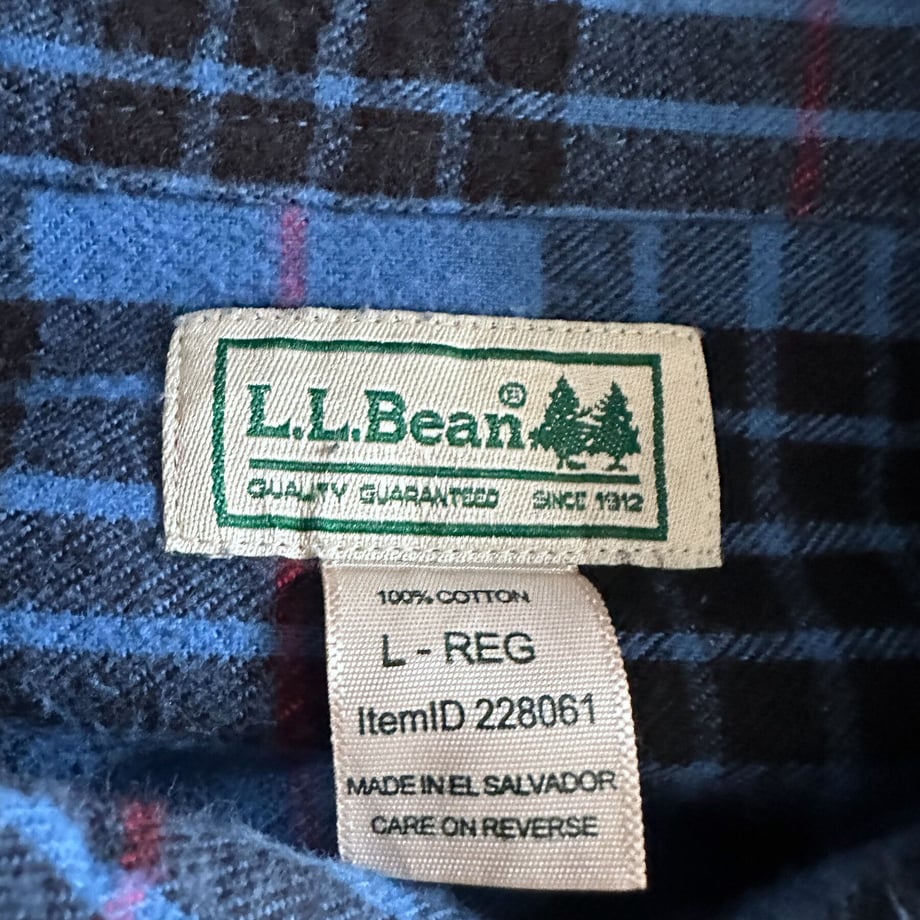 L.L.Bean®
QUALITY GUARANTEED SINCE 1912
100% COTTON
L - REG
ItemID 228061
MADE IN EL SALVADOR
CARE ON REVERSE